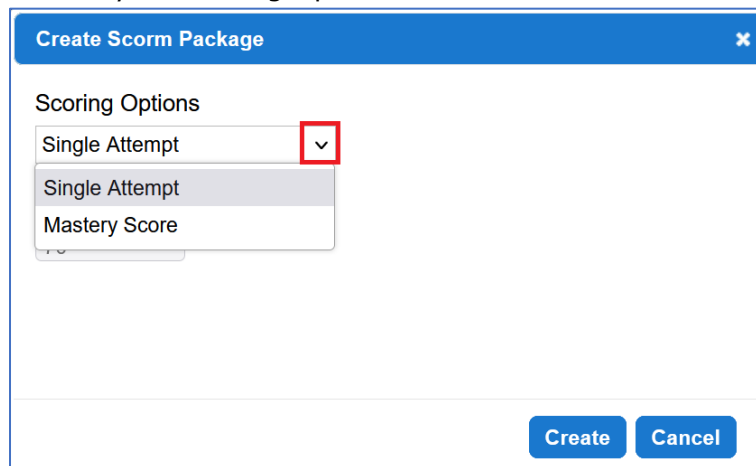 Create Scorm Package
Scoring Options
Single Attempt
Single Attempt
Mastery Score
Create Cancel